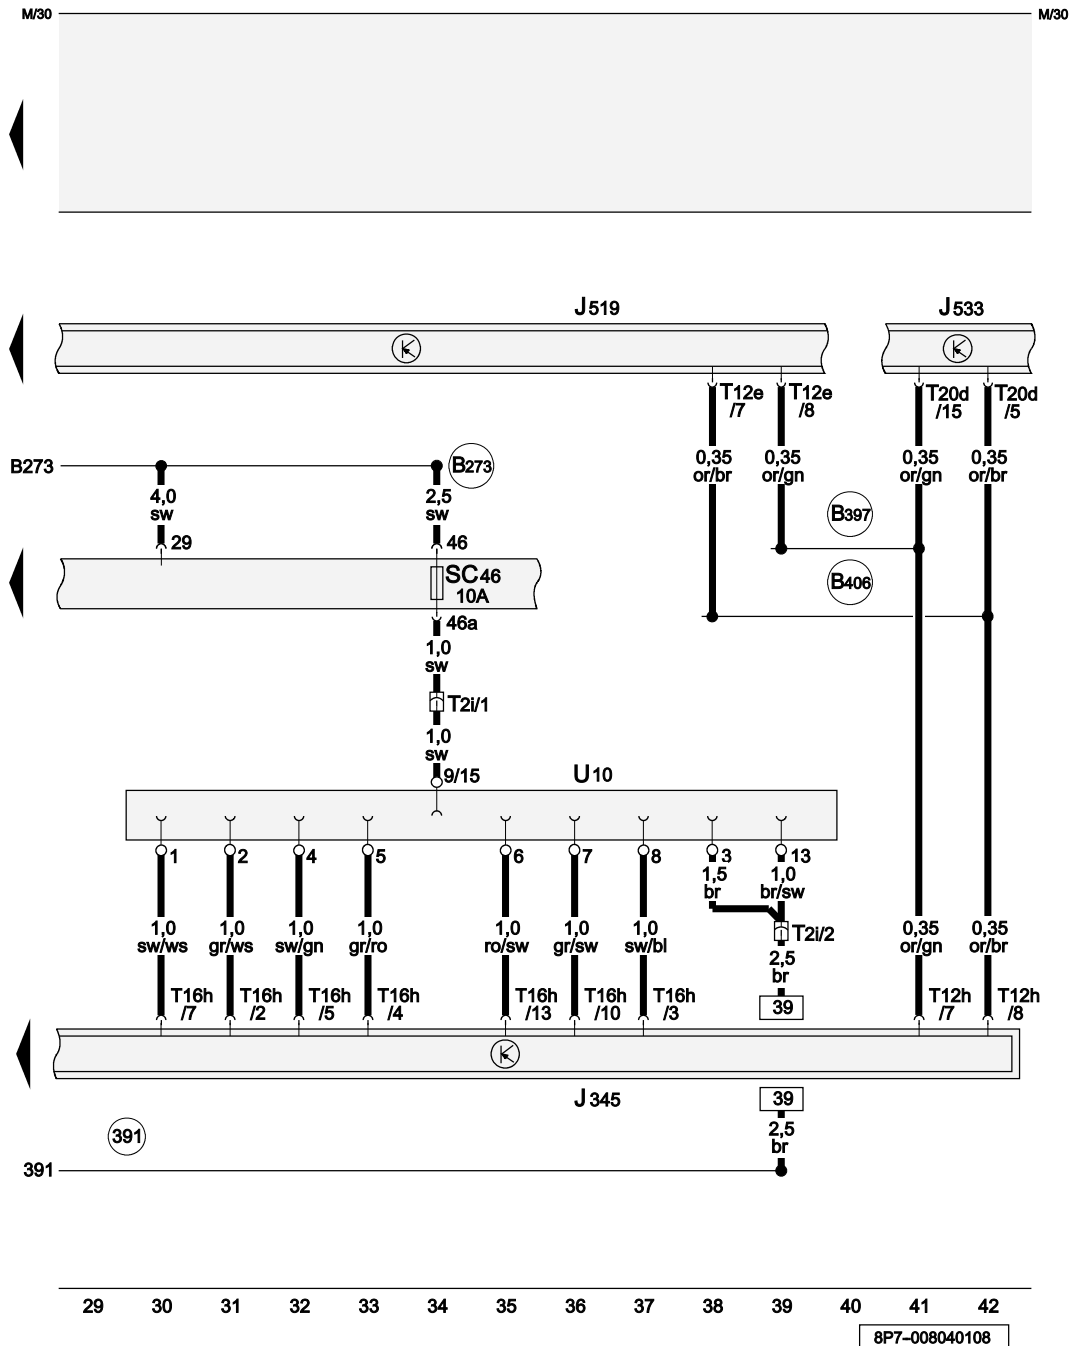 M/30 M/30
J519 J533
T12e/7 T12e/8 T20d/15 T20d/5
B273 B273
4,0 sw 2,5 sw 0,35 or/br 0,35 or/gn 0,35 or/gn 0,35 or/br
B397
29 46
SC46
10A
B406
46a
1,0 sw
T2i/1
1,0 sw
9/15 U10
1 2 4 5 6 7 8 3 13
1,5 br 1,0 br/sw
1,0 sw/ws 1,0 gr/ws 1,0 sw/gn 1,0 gr/ro 1,0 ro/sw 1,0 gr/sw 1,0 sw/bl T2i/2 0,35 or/gn 0,35 or/br
2,5 br
T16h/7 T16h/2 T16h/5 T16h/4 T16h/13 T16h/10 T16h/3 39 T12h/7 T12h/8
J345 39
391 2,5 br
391
29 30 31 32 33 34 35 36 37 38 39 40 41 42
8P7-008040108